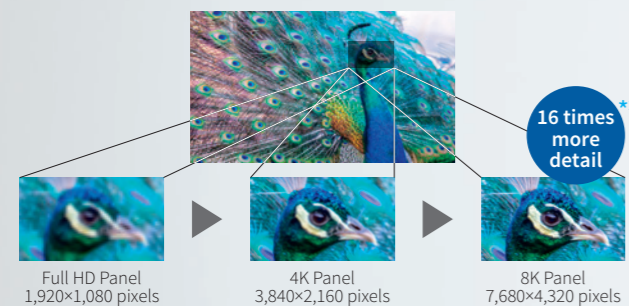 16 times
more
detail
*
Full HD Panel
1,920×1,080 pixels
4K Panel
3,840×2,160 pixels
8K Panel
7,680×4,320 pixels